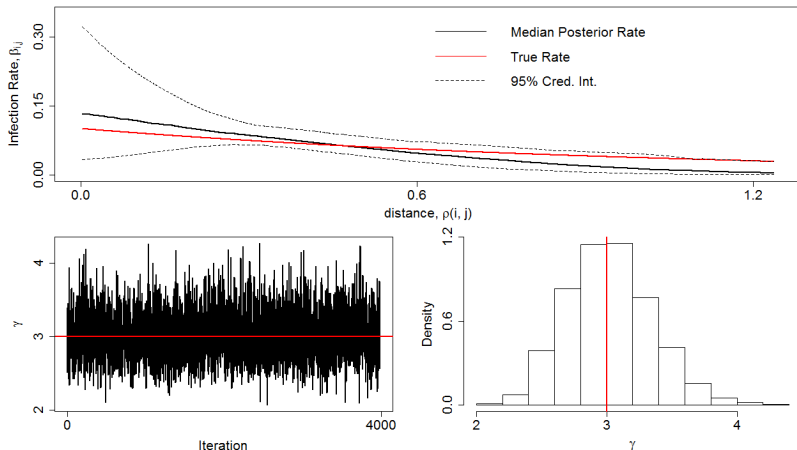 Infection Rate, βi,j
0.30
0.15
0.00
Median Posterior Rate
True Rate
95% Cred. Int.
0.0
0.6
1.2
distance, ρ(i, j)
γ
4
3
2
0
4000
Iteration
Density
1.2
0.6
0.0
2
3
4
γ